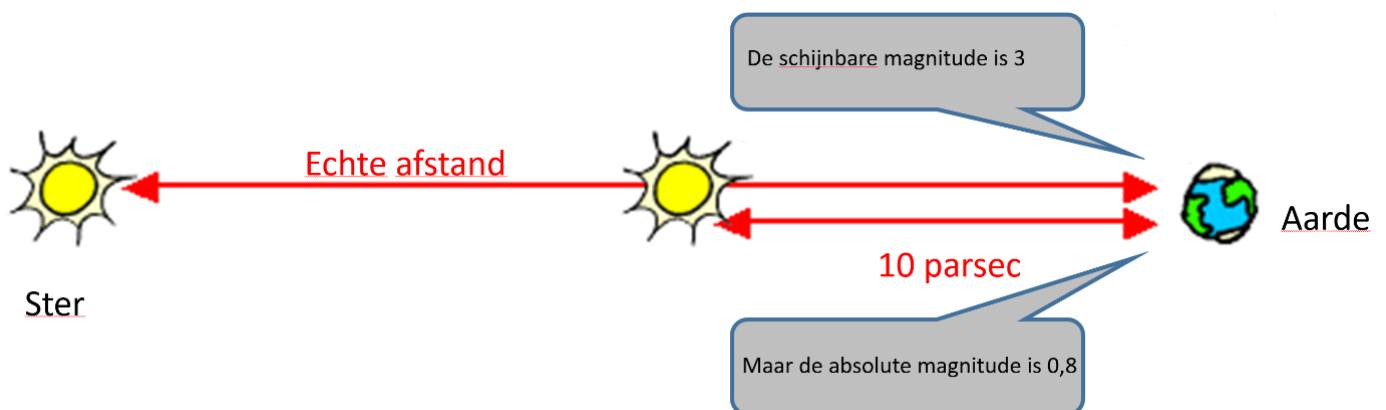 De schijnbare magnitude is 3
Echte afstand
Aarde
10 parsec
Ster
Maar de absolute magnitude is 0,8